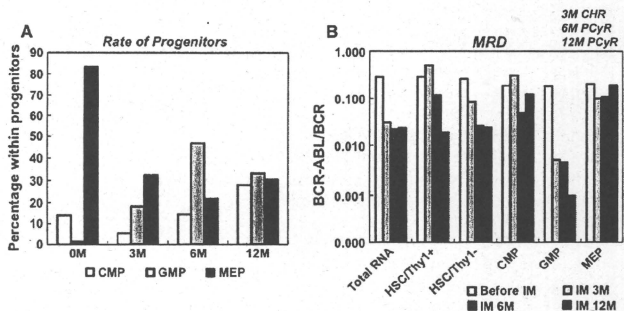 A
Rate of Progenitors
Percentage within progenitors
90
80
70
60
50
40
30
20
10
0
0M 3M 6M 12M
CMP GMP MEP
B
MRD
3M CHR
6M PCyR
12M PCyR
BCR-ABL/BCR
1.000
0.100
0.010
0.001
0.000
Total RNA
HSC/Thy1+
HSC/Thy1-
CMP
GMP
MEP
Before IM IM 3M
IM 6M IM 12M